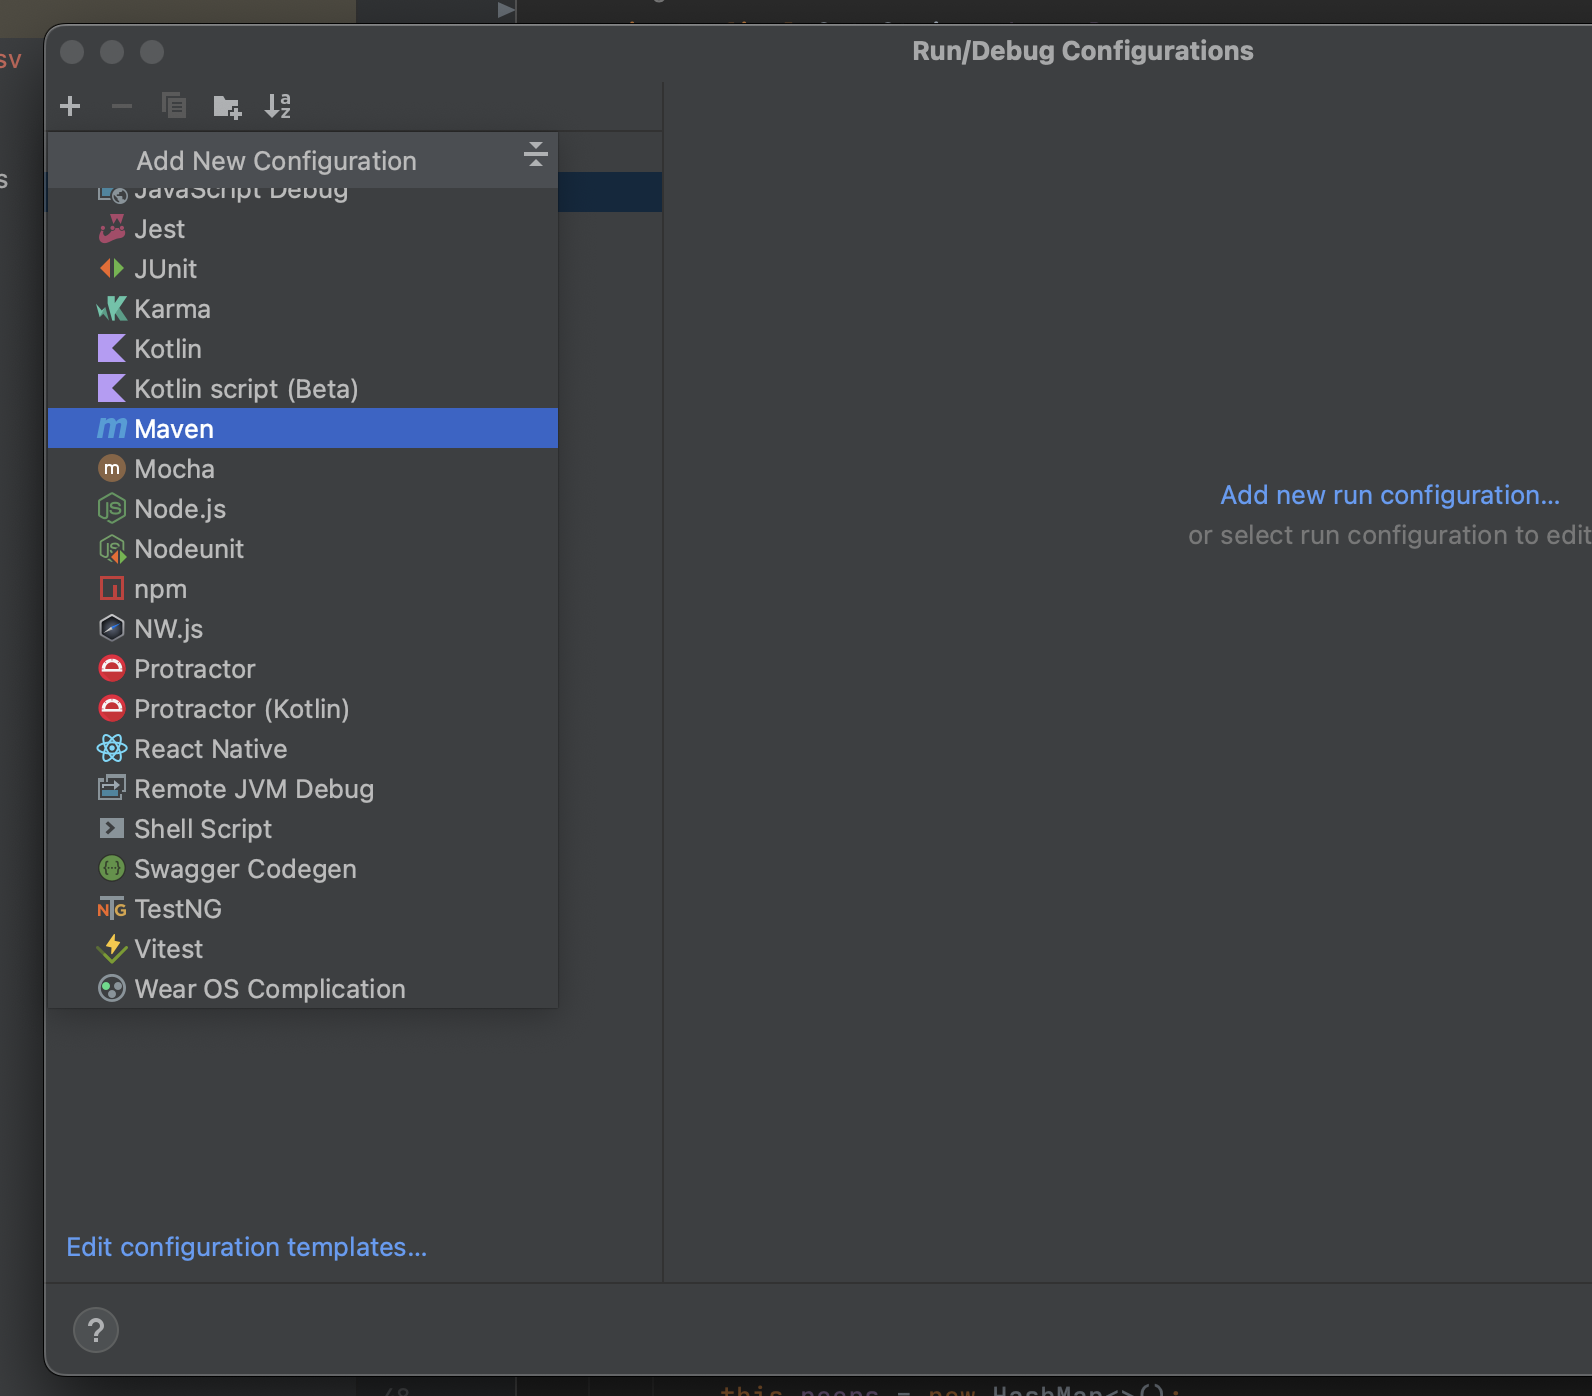 sv
s
Run/Debug Configurations
Add New Configuration
JavaScript Debug
Jest
JUnit
Karma
Kotlin
Kotlin script (Beta)
Maven
Mocha
Node.js
Nodeunit
npm
NW.js
Protractor
Protractor (Kotlin)
React Native
Remote JVM Debug
Shell Script
Swagger Codegen
TestNG
Vitest
Wear OS Complication
Add new run configuration...
or select run configuration to edit
Edit configuration templates...
?
this.peeps = new HashMap<>();